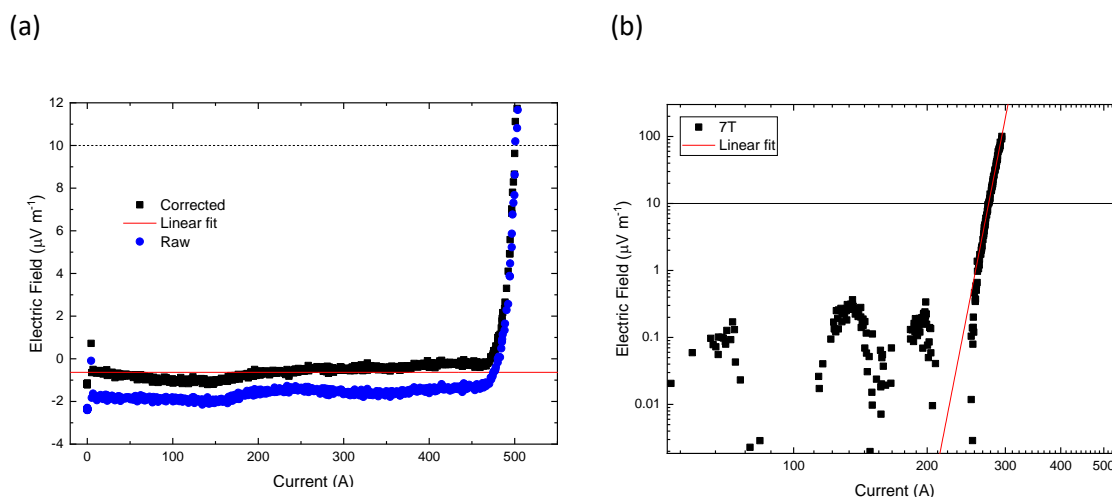 (a)
(b)
12
10
8
6
4
2
0
-2
-4
0
100
200
300
400
500
Electric Field (μV m⁻¹)
Current (A)
Corrected
Linear fit
Raw
100
10
1
0.1
0.01
100
200
300
400
500
Electric Field (μV m⁻¹)
Current (A)
7T
Linear fit